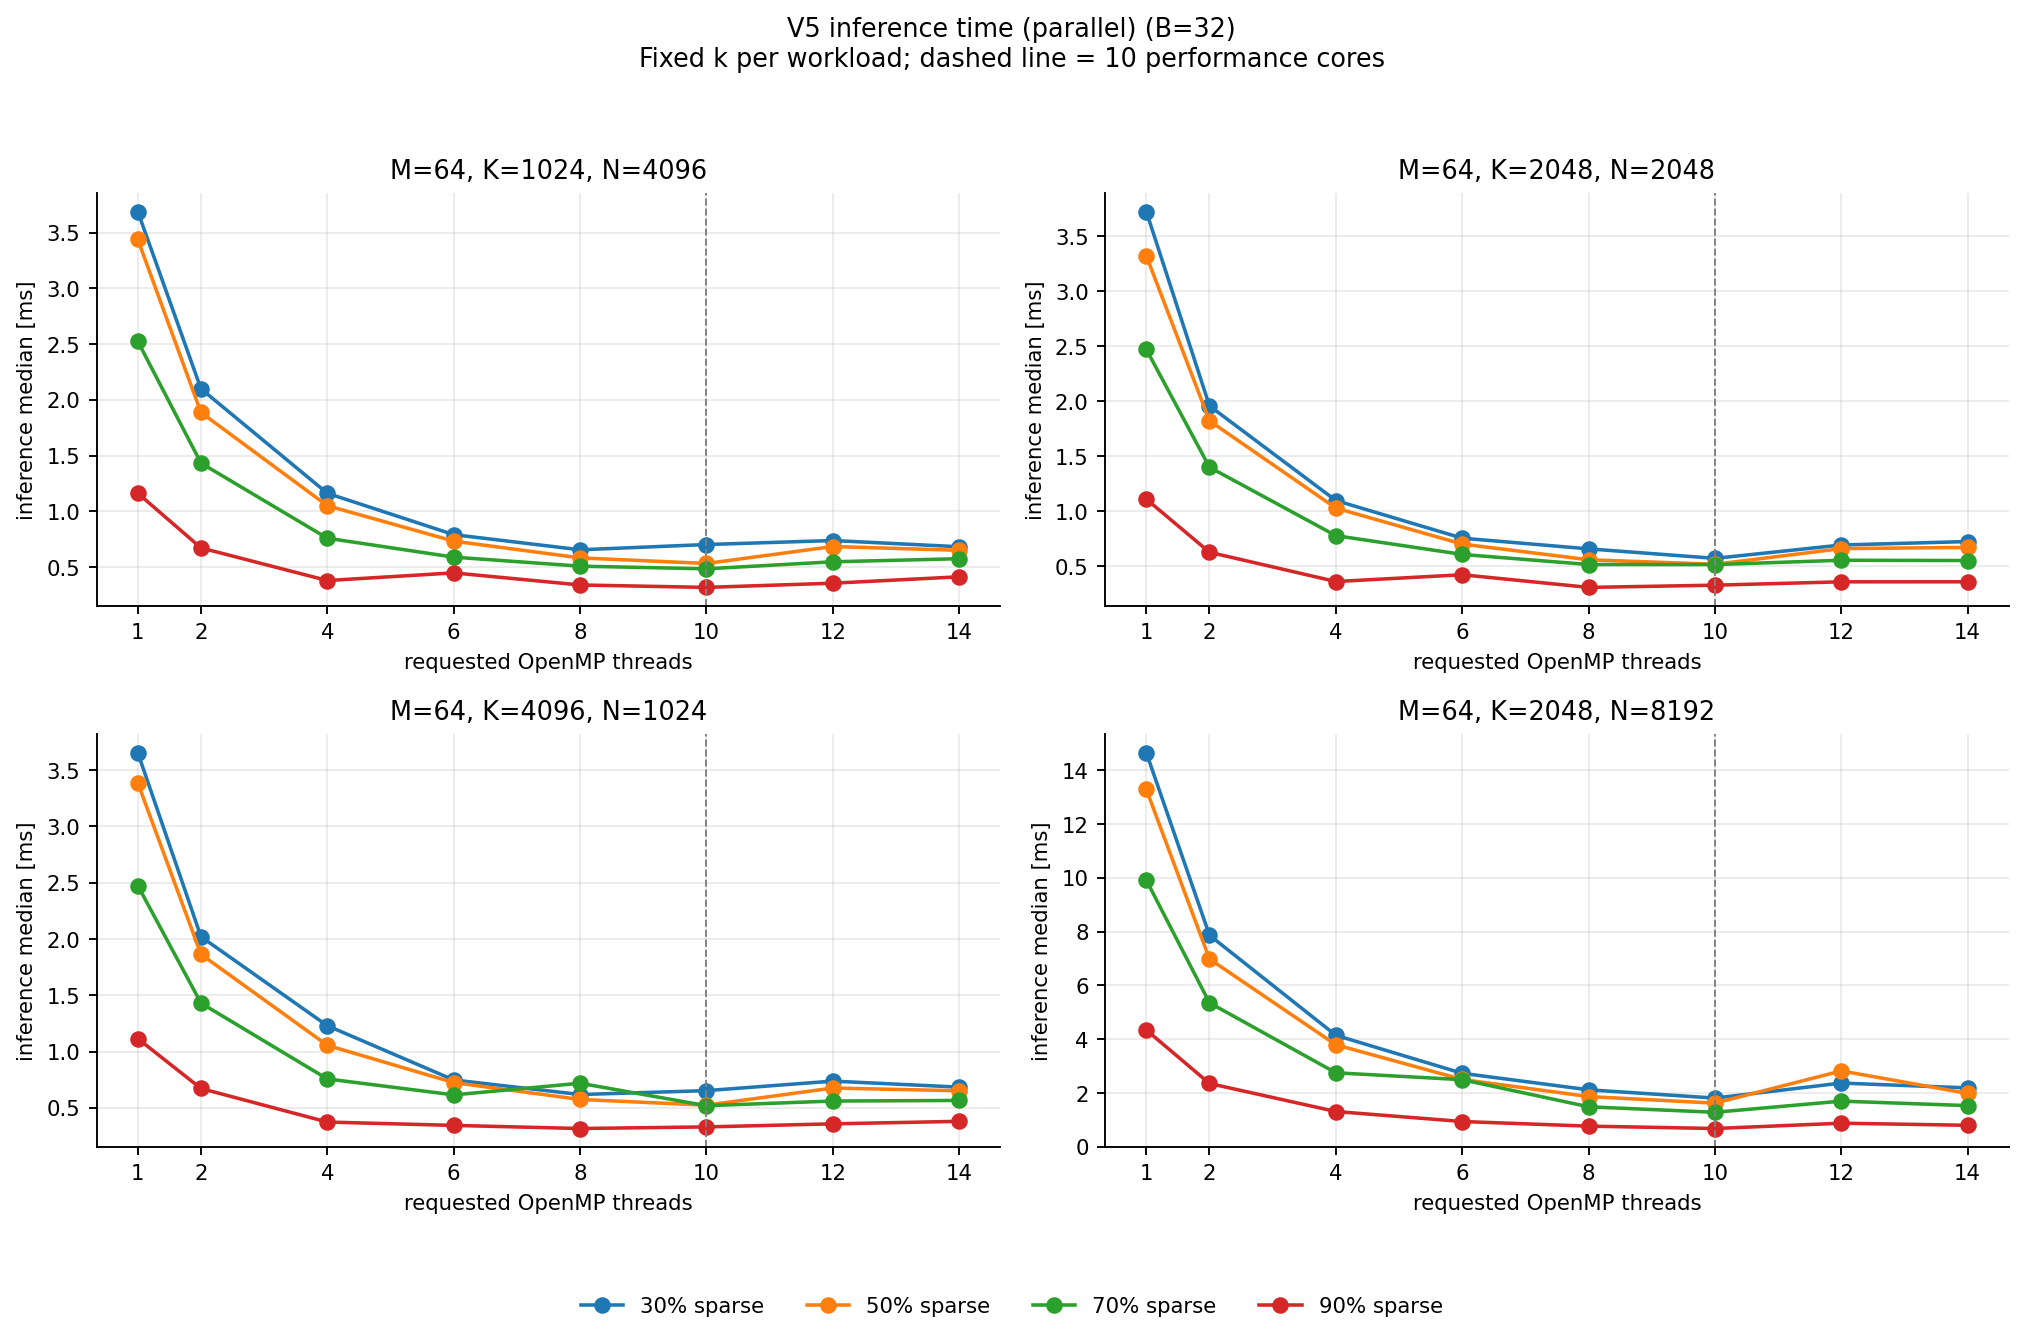 V5 inference time (parallel) (B=32)
Fixed k per workload; dashed line = 10 performance cores
M=64, K=1024, N=4096
inference median [ms]
3.5
3.0
2.5
2.0
1.5
1.0
0.5
1 2 4 6 8 10 12 14
requested OpenMP threads
M=64, K=2048, N=2048
inference median [ms]
3.5
3.0
2.5
2.0
1.5
1.0
0.5
1 2 4 6 8 10 12 14
requested OpenMP threads
M=64, K=4096, N=1024
inference median [ms]
3.5
3.0
2.5
2.0
1.5
1.0
0.5
1 2 4 6 8 10 12 14
requested OpenMP threads
M=64, K=2048, N=8192
inference median [ms]
14
12
10
8
6
4
2
0
1 2 4 6 8 10 12 14
requested OpenMP threads
30% sparse 50% sparse 70% sparse 90% sparse